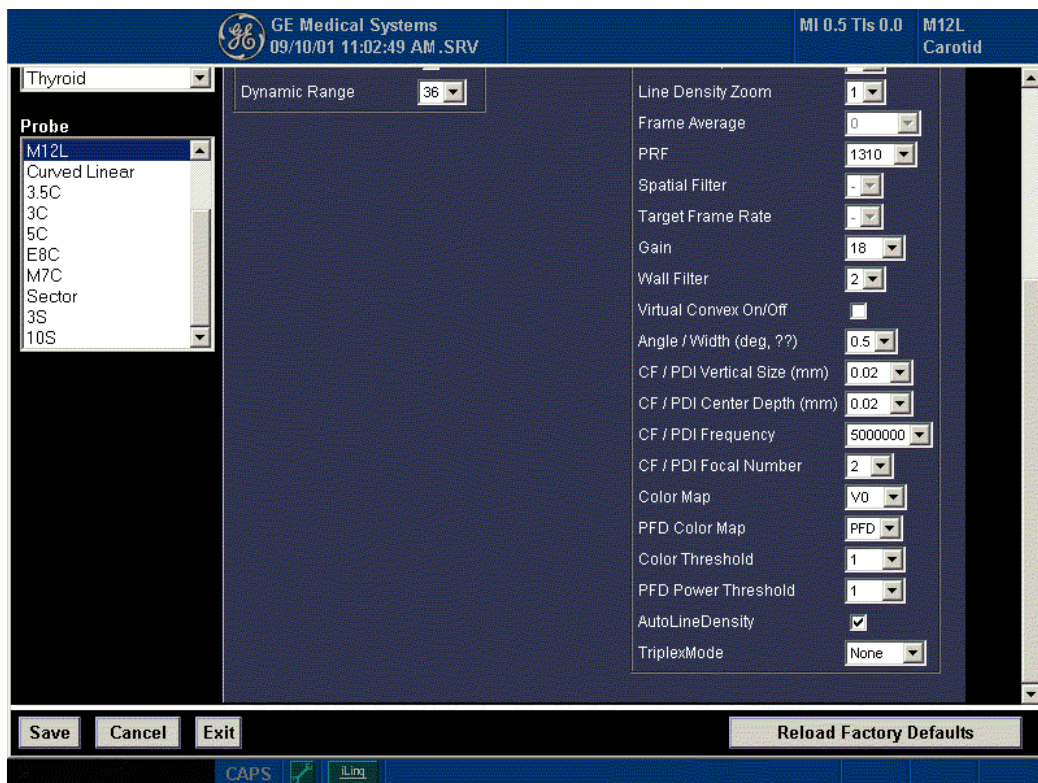 GE Medical Systems
09/10/01 11:02:49 AM.SRV
MI 0.5 TIs 0.0
M12L
Carotid
Thyroid
Probe
M12L
Curved Linear
3.5C
3C
5C
E8C
M7C
Sector
3S
10S
Dynamic Range 36
Line Density Zoom 1
Frame Average 0
PRF 1310
Spatial Filter -
Target Frame Rate -
Gain 18
Wall Filter 2
Virtual Convex On/Off
Angle / Width (deg, ??) 0.5
CF / PDI Vertical Size (mm) 0.02
CF / PDI Center Depth (mm) 0.02
CF / PDI Frequency 5000000
CF / PDI Focal Number 2
Color Map V0
PFD Color Map PFD
Color Threshold 1
PFD Power Threshold 1
AutoLineDensity
TriplexMode None
Save Cancel Exit Reload Factory Defaults
CAPS iLinq